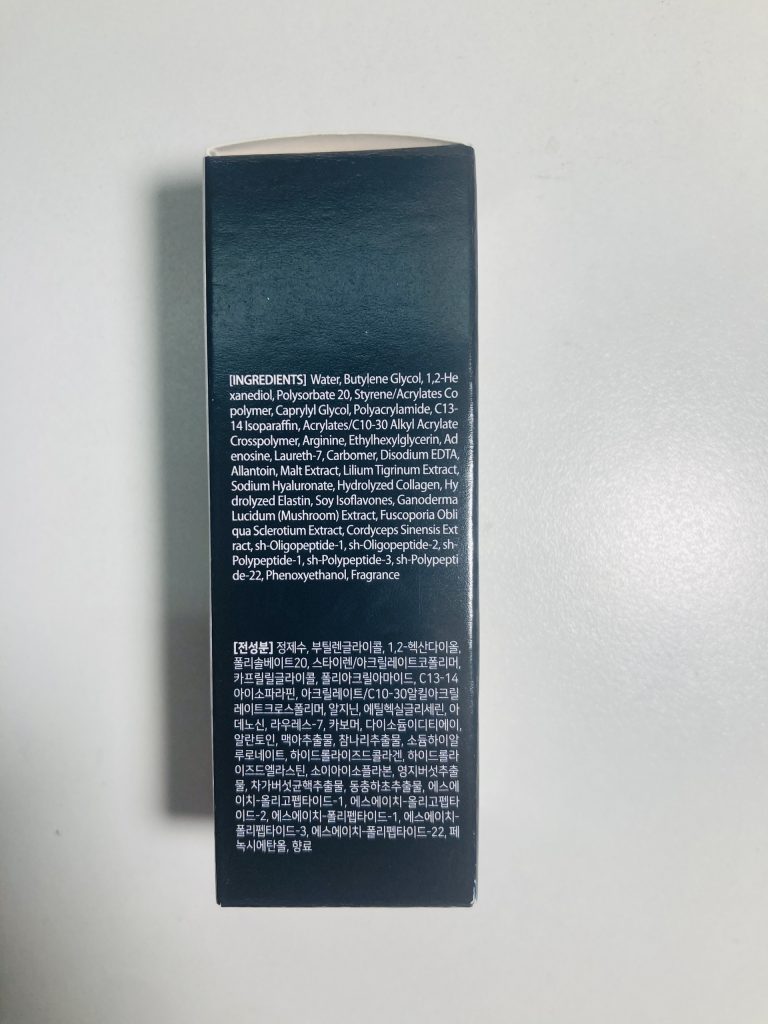 [INGREDIENTS] Water, Butylene Glycol, 1,2-He
xanediol, Polysorbate 20, Styrene/Acrylates Co
polymer, Caprylyl Glycol, Polyacrylamide, C13-
14 Isoparaffin, Acrylates/C10-30 Alkyl Acrylate
Crosspolymer, Arginine, Ethylhexylglycerin, Ad
enosine, Laureth-7, Carbomer, Disodium EDTA,
Allantoin, Malt Extract, Lilium Tigrinum Extract,
Sodium Hyaluronate, Hydrolyzed Collagen, Hy
drolyzed Elastin, Soy Isoflavones, Ganoderma
Lucidum (Mushroom) Extract, Fuscoporia Obli
qua Sclerotium Extract, Cordyceps Sinensis Ext
ract, sh-Oligopeptide-1, sh-Oligopeptide-2, sh-
Polypeptide-1, sh-Polypeptide-3, sh-Polypepti
de-22, Phenoxyethanol, Fragrance
[전성분] 정제수, 부틸렌글라이콜, 1,2-헥산다이올,
폴리솔베이트20, 스타이렌/아크릴레이트코폴리머,
카프릴릴글라이콜, 폴리아크릴아마이드, C13-14
아이소파라핀, 아크릴레이트/C10-30알킬아크릴
레이트크로스폴리머, 알지닌, 에틸헥실글리세린, 아
데노신, 라우레스-7, 카보머, 다이소듐이디티에이,
알란토인, 맥아추출물, 참나리추출물, 소듐하이알
루로네이트, 하이드롤라이즈드콜라겐, 하이드롤라
이즈드엘라스틴, 소이아이소플라본, 영지버섯추출
물, 차가버섯균핵추출물, 동충하초추출물, 에스에
이치-올리고펩타이드-1, 에스에이치-올리고펩타
이드-2, 에스에이치-폴리펩타이드-1, 에스에이치-
폴리펩타이드-3, 에스에이치-폴리펩타이드-22, 페
녹시에탄올, 향료